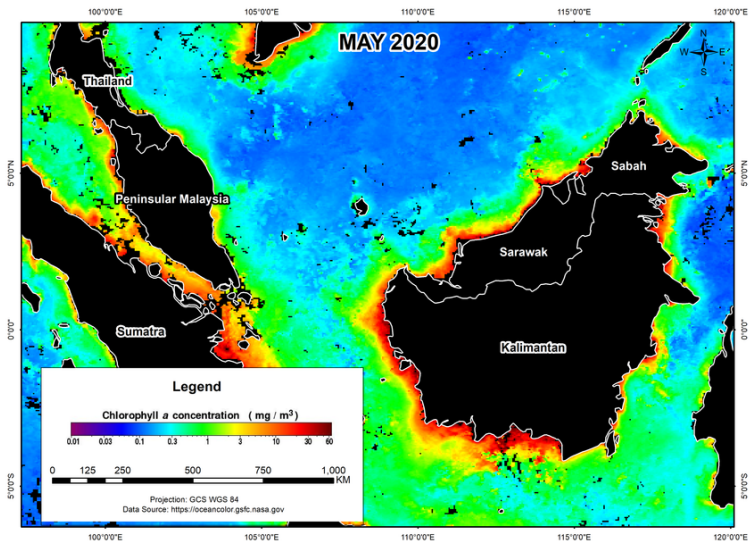 100°0'0"E 105°0'0"E 110°0'0"E 115°0'0"E 120°0'0"E
MAY 2020
N
W E
S
Thailand
5°0'0"N 5°0'0"N
Sabah
Peninsular Malaysia
Sarawak
0°0'0" 0°0'0"
Sumatra
Kalimantan
Legend
Chlorophyll a concentration ( mg / m³)
0.01 0.03 0.1 0.3 1 3 10 30 60
0 125 250 500 750 1,000
KM
5°0'0"S 5°0'0"S
Projection: GCS WGS 84
Data Source: https://oceancolor.gsfc.nasa.gov
100°0'0"E 105°0'0"E 110°0'0"E 115°0'0"E 120°0'0"E